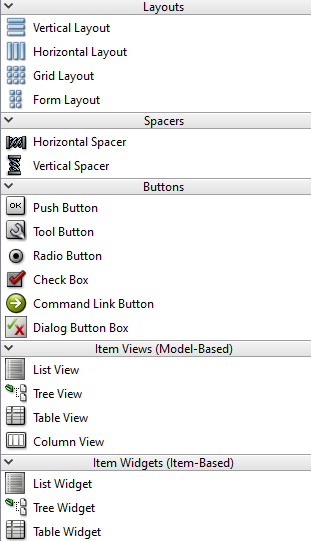 Layouts
Vertical Layout
Horizontal Layout
Grid Layout
Form Layout
Spacers
Horizontal Spacer
Vertical Spacer
Buttons
OK Push Button
Tool Button
Radio Button
Check Box
Command Link Button
Dialog Button Box
Item Views (Model-Based)
List View
Tree View
Table View
Column View
Item Widgets (Item-Based)
List Widget
Tree Widget
Table Widget